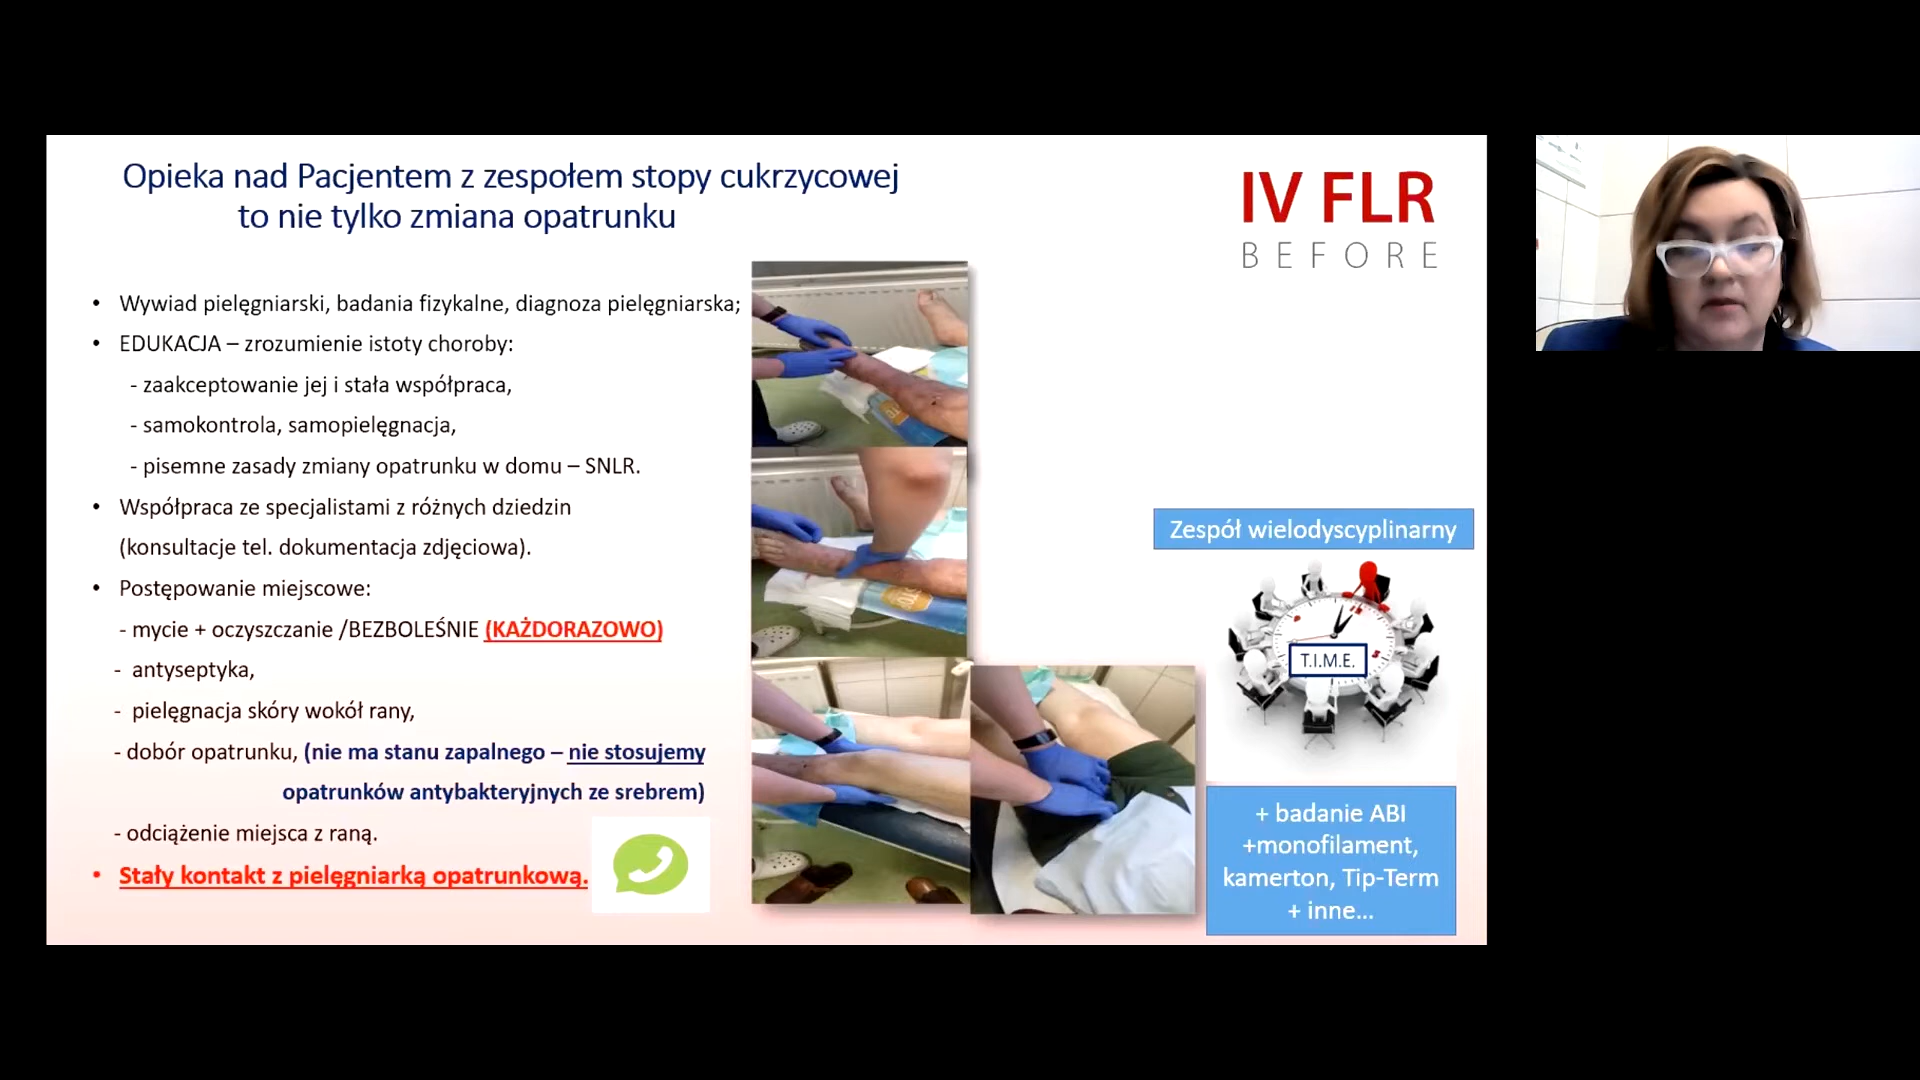 Opieka nad Pacjentem z zespołem stopy cukrzycowej
to nie tylko zmiana opatrunku
IV FLR
BEFORE
• Wywiad pielęgniarski, badania fizykalne, diagnoza pielęgniarska;
• EDUKACJA – zrozumienie istoty choroby:
- zaakceptowanie jej i stała współpraca,
- samokontrola, samopielęgnacja,
- pisemne zasady zmiany opatrunku w domu – SNLR.
• Współpraca ze specjalistami z różnych dziedzin
(konsultacje tel. dokumentacja zdjęciowa).
• Postępowanie miejscowe:
- mycie + oczyszczanie /BEZBOLEŚNIE (KAŻDORAZOWO)
- antyseptyka,
- pielęgnacja skóry wokół rany,
- dobór opatrunku, (nie ma stanu zapalnego – nie stosujemy
opatrunków antybakteryjnych ze srebrem)
- odciążenie miejsca z raną.
• Stały kontakt z pielęgniarką opatrunkową.
Zespół wielodyscyplinarny
T.I.M.E.
+ badanie ABI
+monofilament,
kamerton, Tip-Term
+ inne...